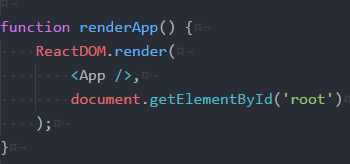 function renderApp() {
    ReactDOM.render(
        <App />,
        document.getElementById('root')
    );
}